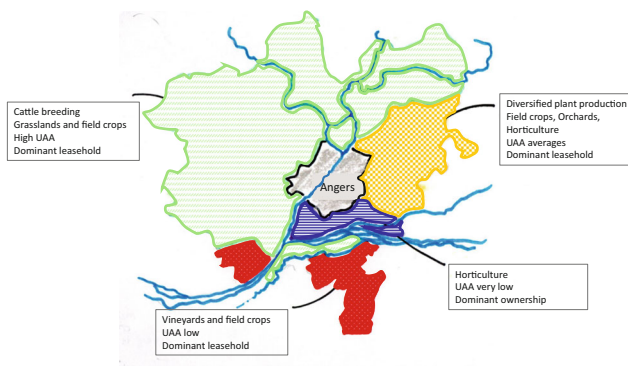 Cattle breeding
Grasslands and field crops
High UAA
Dominant leasehold
Diversified plant production
Field crops, Orchards,
Horticulture
UAA averages
Dominant leasehold
Angers
Horticulture
UAA very low
Dominant ownership
Vineyards and field crops
UAA low
Dominant leasehold